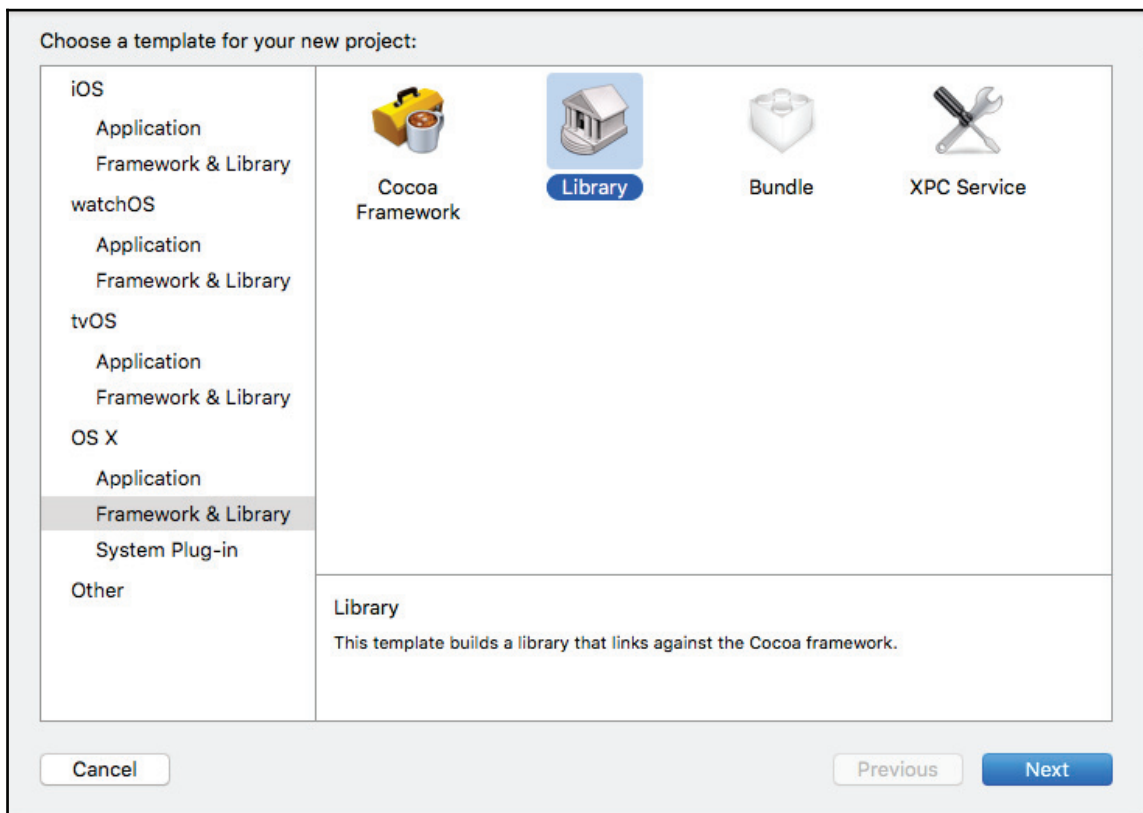 Choose a template for your new project:
iOS
Application
Framework & Library
watchOS
Application
Framework & Library
tvOS
Application
Framework & Library
OS X
Application
Framework & Library
System Plug-in
Other
Cocoa
Framework
Library
Bundle
XPC Service
Library
This template builds a library that links against the Cocoa framework.
Cancel
Previous
Next